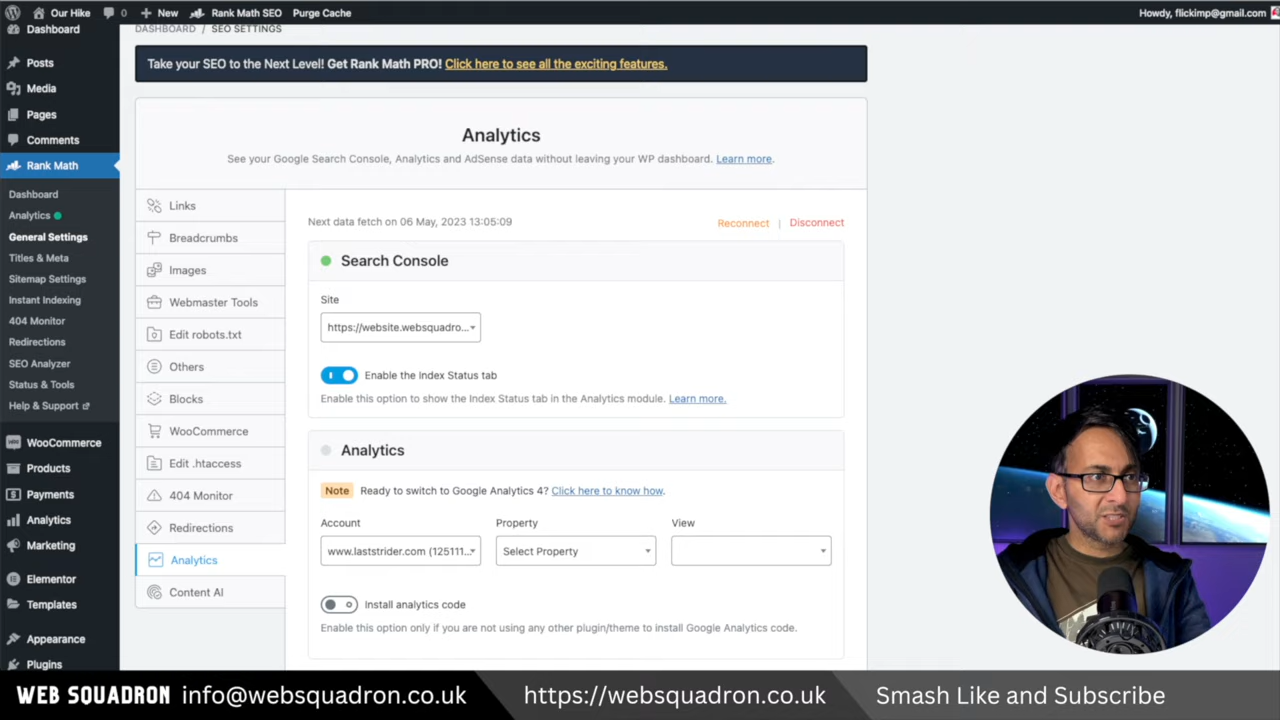 Our Hike 0 New Rank Math SEO Purge Cache Howdy, flickimp@gmail.com
Dashboard
Posts
Media
Pages
Comments
Rank Math
Dashboard
Analytics
General Settings
Titles & Meta
Sitemap Settings
Instant Indexing
404 Monitor
Redirections
SEO Analyzer
Status & Tools
Help & Support
WooCommerce
Products
Payments
Analytics
Marketing
Elementor
Templates
Appearance
Plugins
DASHBOARD / SEO SETTINGS
Take your SEO to the Next Level! Get Rank Math PRO! Click here to see all the exciting features.
Analytics
See your Google Search Console, Analytics and AdSense data without leaving your WP dashboard. Learn more.
Links
Breadcrumbs
Images
Webmaster Tools
Edit robots.txt
Others
Blocks
WooCommerce
Edit .htaccess
404 Monitor
Redirections
Analytics
Content AI
Next data fetch on 06 May, 2023 13:05:09 Reconnect | Disconnect
Search Console
Site
https://website.websquadro...
Enable the Index Status tab
Enable this option to show the Index Status tab in the Analytics module. Learn more.
Analytics
Note Ready to switch to Google Analytics 4? Click here to know how.
Account Property View
www.laststrider.com (125111... Select Property
Install analytics code
Enable this option only if you are not using any other plugin/theme to install Google Analytics code.
WEB SQUADRON info@websquadron.co.uk https://websquadron.co.uk Smash Like and Subscribe